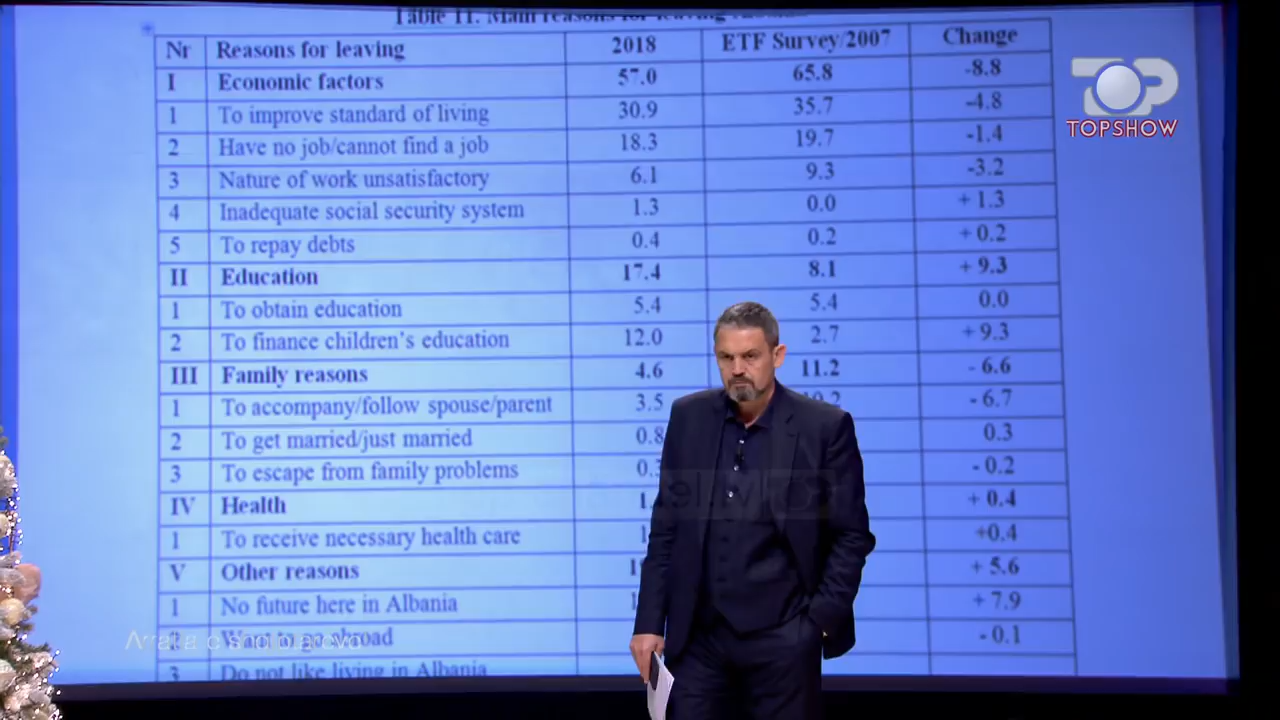 Table 11. Main reasons for leaving
Nr Reasons for leaving 2018 ETF Survey/2007 Change
I Economic factors 57.0 65.8 -8.8
1 To improve standard of living 30.9 35.7 -4.8
2 Have no job/cannot find a job 18.3 19.7 -1.4
3 Nature of work unsatisfactory 6.1 9.3 -3.2
4 Inadequate social security system 1.3 0.0 + 1.3
5 To repay debts 0.4 0.2 + 0.2
II Education 17.4 8.1 + 9.3
1 To obtain education 5.4 5.4 0.0
2 To finance children's education 12.0 2.7 + 9.3
III Family reasons 4.6 11.2 - 6.6
1 To accompany/follow spouse/parent 3.5 - 6.7
2 To get married/just married 0.8 0.3
3 To escape from family problems - 0.2
IV Health + 0.4
1 To receive necessary health care +0.4
V Other reasons + 5.6
1 No future here in Albania + 7.9
abroad - 0.1
3 Do not like living in Albania
TOP
TOPSHOW